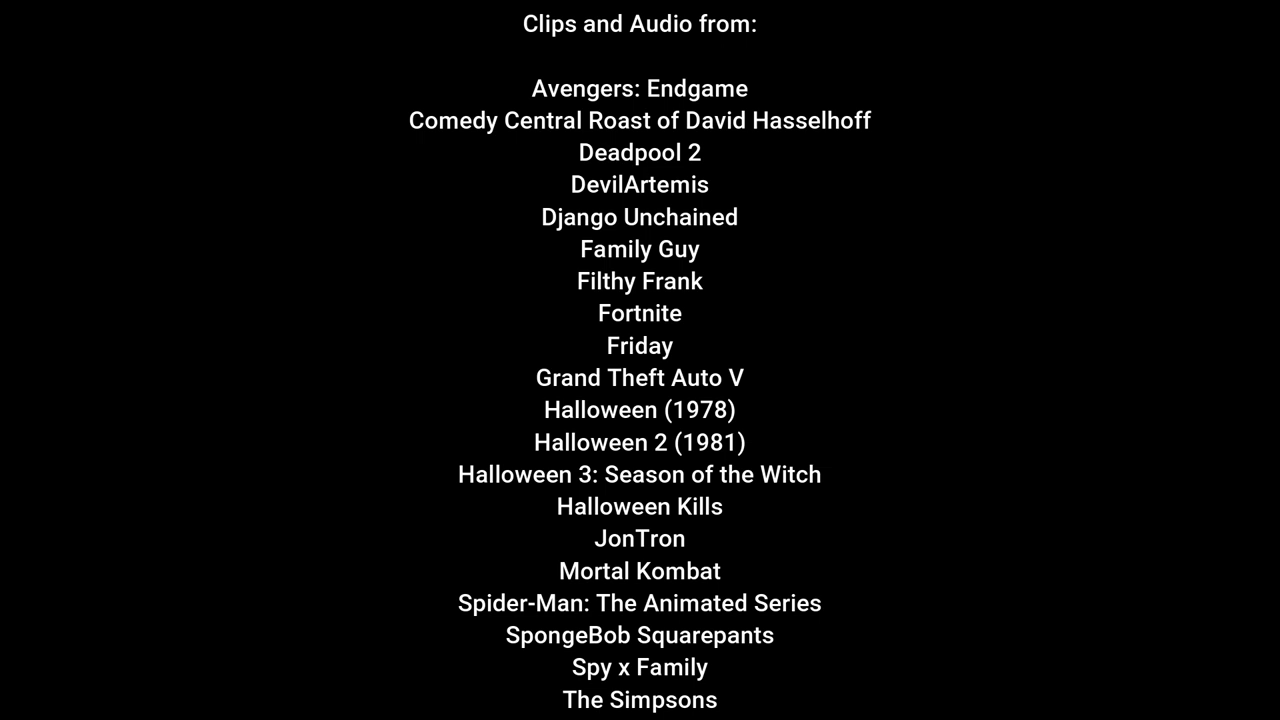 Clips and Audio from:
Avengers: Endgame
Comedy Central Roast of David Hasselhoff
Deadpool 2
DevilArtemis
Django Unchained
Family Guy
Filthy Frank
Fortnite
Friday
Grand Theft Auto V
Halloween (1978)
Halloween 2 (1981)
Halloween 3: Season of the Witch
Halloween Kills
JonTron
Mortal Kombat
Spider-Man: The Animated Series
SpongeBob Squarepants
Spy x Family
The Simpsons